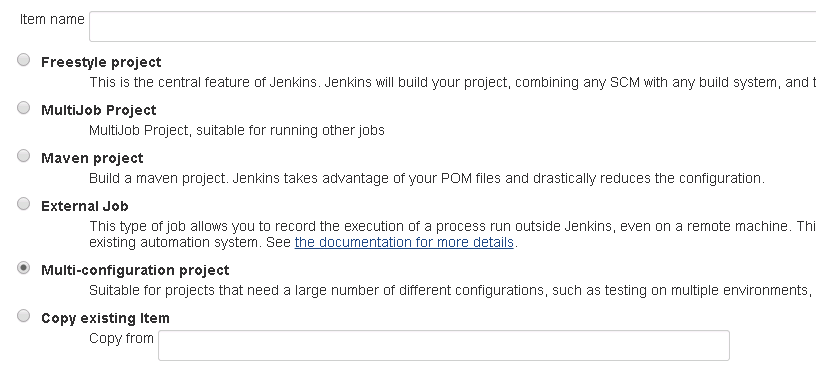 Item name
Freestyle project
This is the central feature of Jenkins. Jenkins will build your project, combining any SCM with any build system, and t
MultiJob Project
MultiJob Project, suitable for running other jobs
Maven project
Build a maven project. Jenkins takes advantage of your POM files and drastically reduces the configuration.
External Job
This type of job allows you to record the execution of a process run outside Jenkins, even on a remote machine. Thi
existing automation system. See the documentation for more details.
Multi-configuration project
Suitable for projects that need a large number of different configurations, such as testing on multiple environments,
Copy existing Item
Copy from